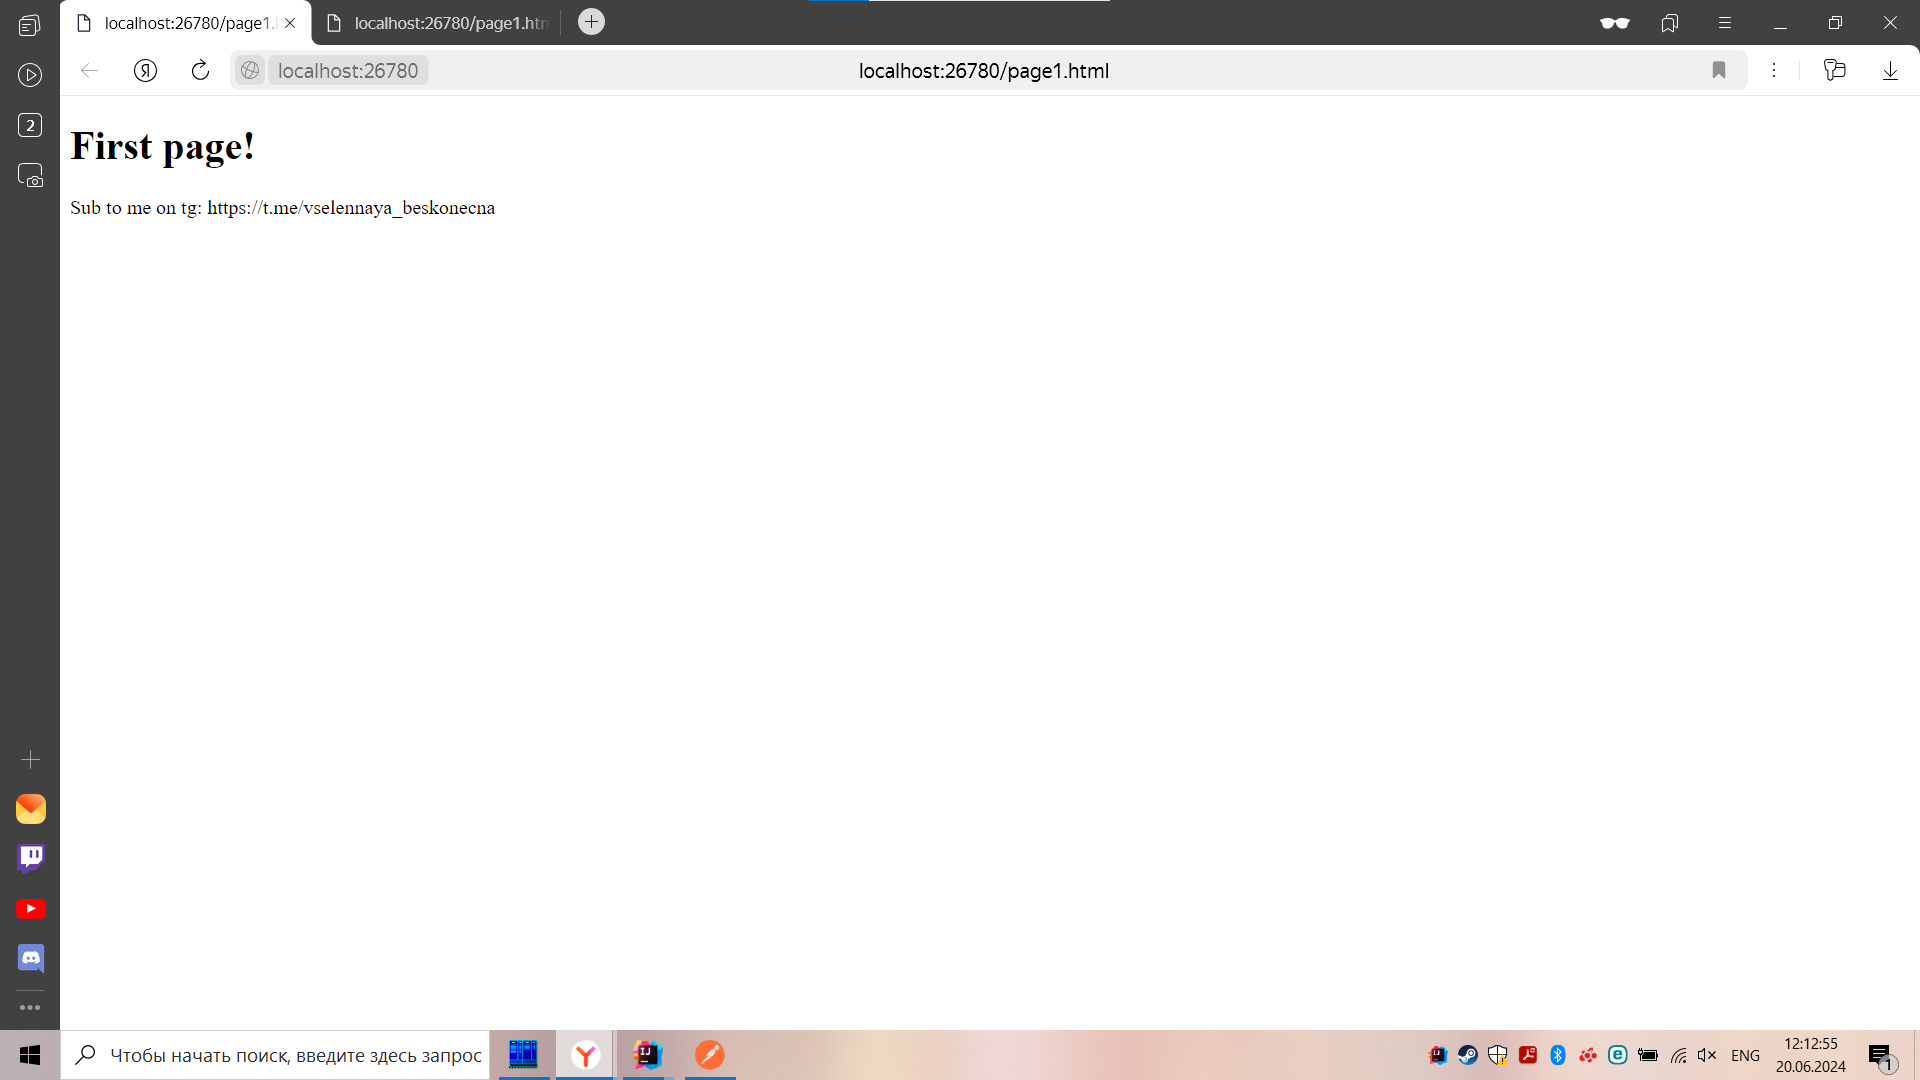 localhost:26780/page1.
localhost:26780/page1.htm
Я
localhost:26780
localhost:26780/page1.html
2
First page!
Sub to me on tg: https://t.me/vselennaya_beskonecna
Чтобы начать поиск, введите здесь запрос
Y
IJ
e
ENG
12:12:55
20.06.2024
1